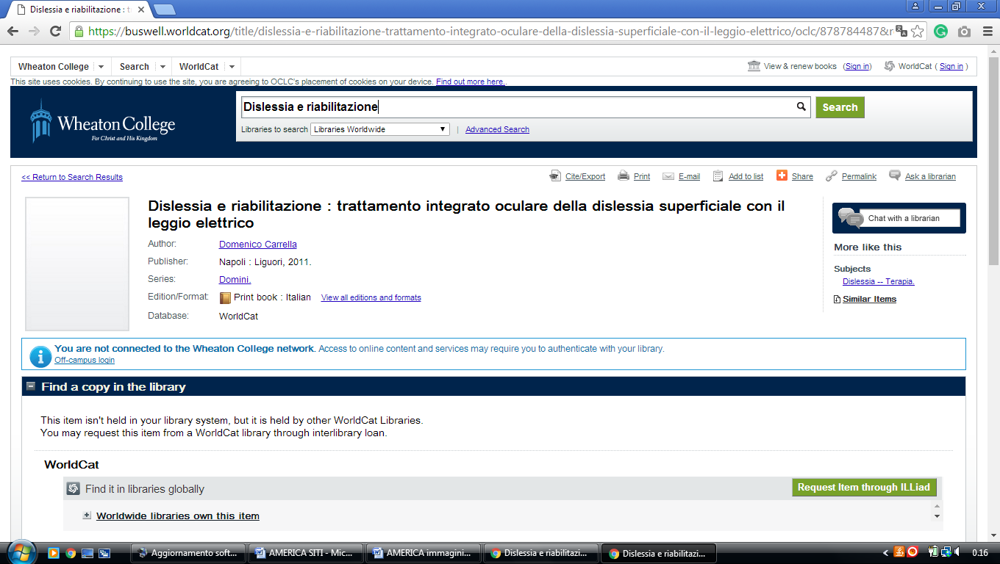 Dislessia e riabilitazione : t
https://buswell.worldcat.org/title/dislessia-e-riabilitazione-trattamento-integrato-oculare-della-dislessia-superficiale-con-il-leggio-elettrico/oclc/878784487&r
Wheaton College Search WorldCat View & renew books (Sign in) WorldCat ( Sign in )
This site uses cookies. By continuing to use the site, you are agreeing to OCLC's placement of cookies on your device. Find out more here..
Dislessia e riabilitazione Search
Wheaton College
For Christ and His Kingdom
Libraries to search Libraries Worldwide | Advanced Search
<< Return to Search Results Cite/Export Print E-mail Add to list Share Permalink Ask a librarian
Dislessia e riabilitazione : trattamento integrato oculare della dislessia superficiale con il
leggio elettrico
Author: Domenico Carrella
Publisher: Napoli : Liguori, 2011.
Series: Domini.
Edition/Format: Print book : Italian View all editions and formats
Database: WorldCat
Chat with a librarian
More like this
Subjects
Dislessia -- Terapia.
Similar Items
You are not connected to the Wheaton College network. Access to online content and services may require you to authenticate with your library.
Off-campus login
Find a copy in the library
This item isn't held in your library system, but it is held by other WorldCat Libraries.
You may request this item from a WorldCat library through interlibrary loan.
WorldCat
Find it in libraries globally Request Item through ILLiad
Worldwide libraries own this item
Aggiornamento soft... AMERICA SITI - Mic... AMERICA immagini... Dislessia e riabilitazi... Dislessia e riabilitazi... 0.16